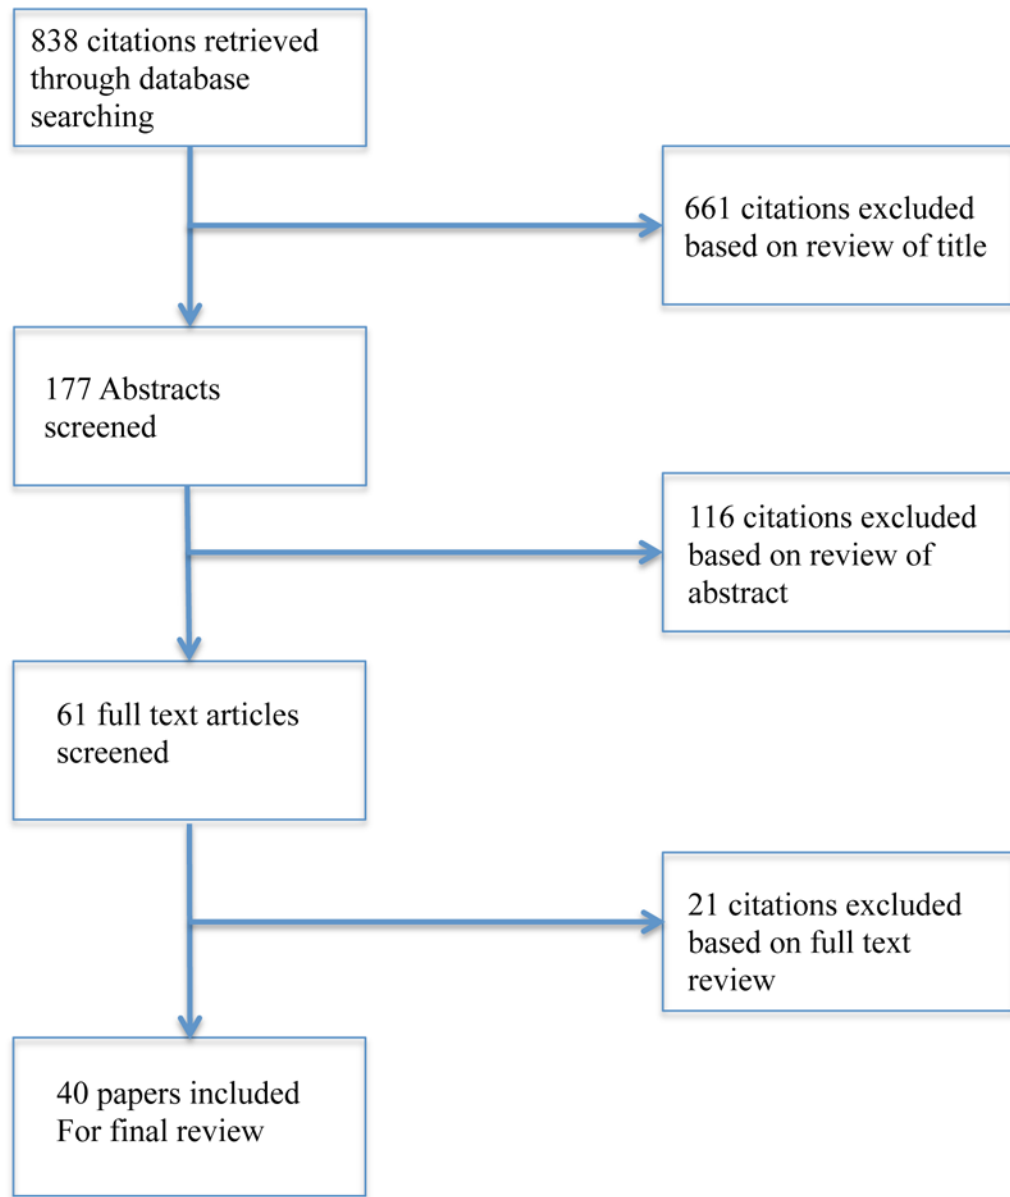 838 citations retrieved
through database
searching
661 citations excluded
based on review of title
177 Abstracts
screened
116 citations excluded
based on review of
abstract
61 full text articles
screened
21 citations excluded
based on full text
review
40 papers included
For final review